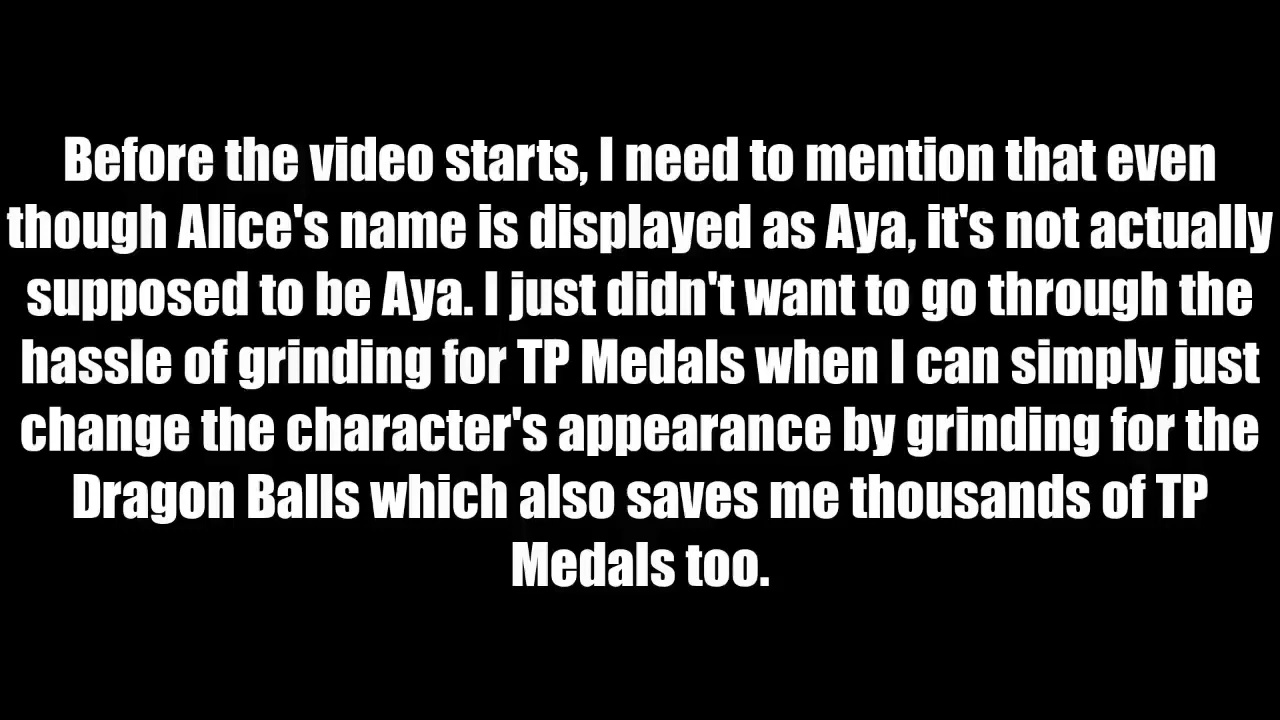 Before the video starts, I need to mention that even
though Alice's name is displayed as Aya, it's not actually
supposed to be Aya. I just didn't want to go through the
hassle of grinding for TP Medals when I can simply just
change the character's appearance by grinding for the
Dragon Balls which also saves me thousands of TP
Medals too.